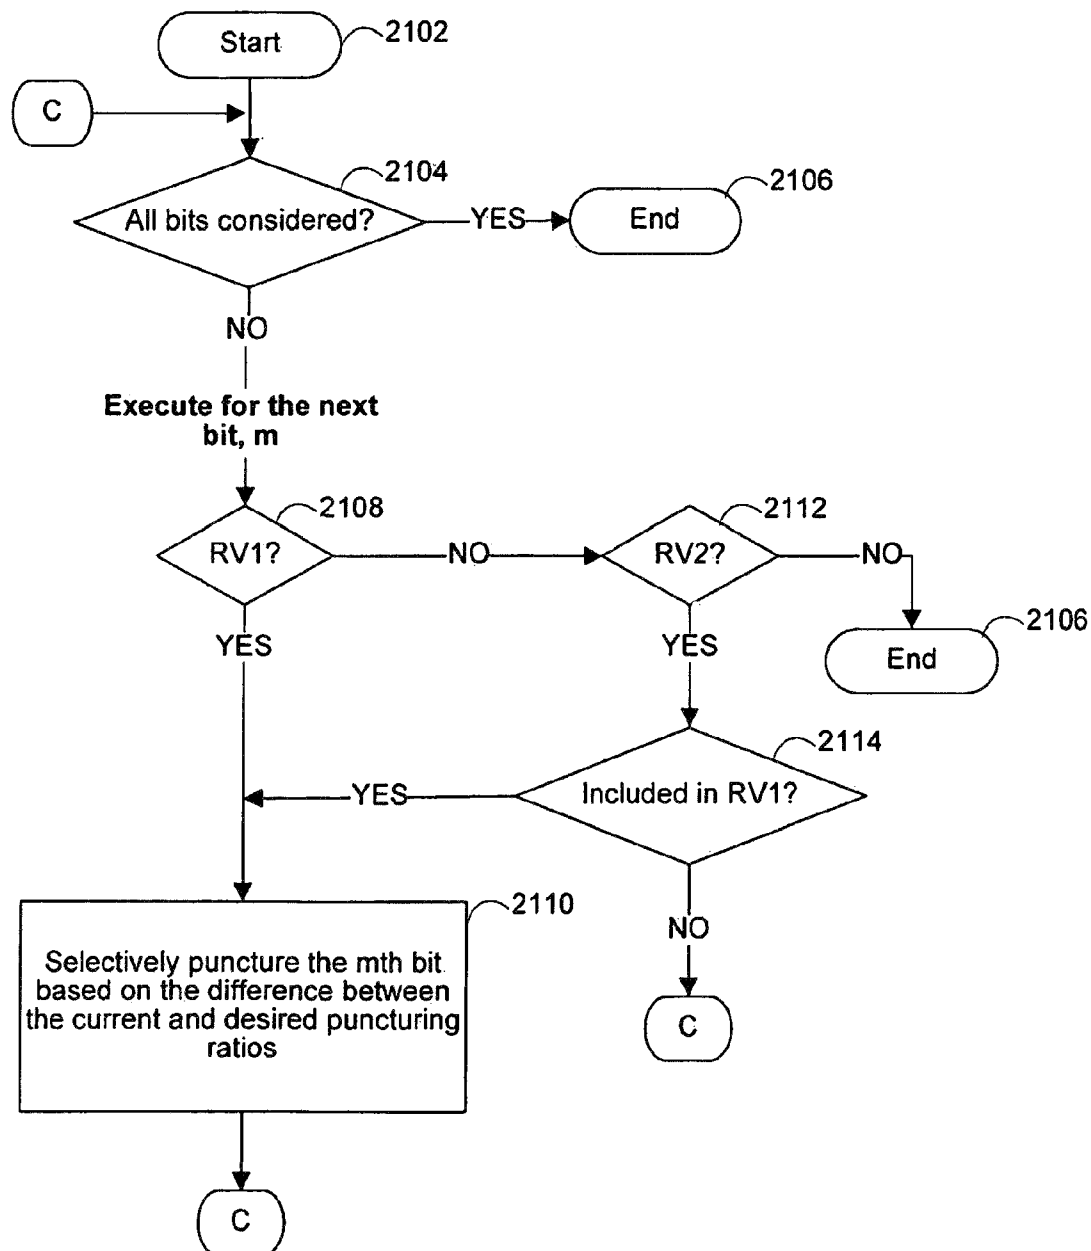 Start
2102
C
2104
All bits considered?
YES
2106
End
NO
Execute for the next
bit, m
2108
RV1?
NO
2112
RV2?
NO
2106
End
YES
YES
2114
Included in RV1?
YES
2110
Selectively puncture the mth bit
based on the difference between
the current and desired puncturing
ratios
NO
C
C